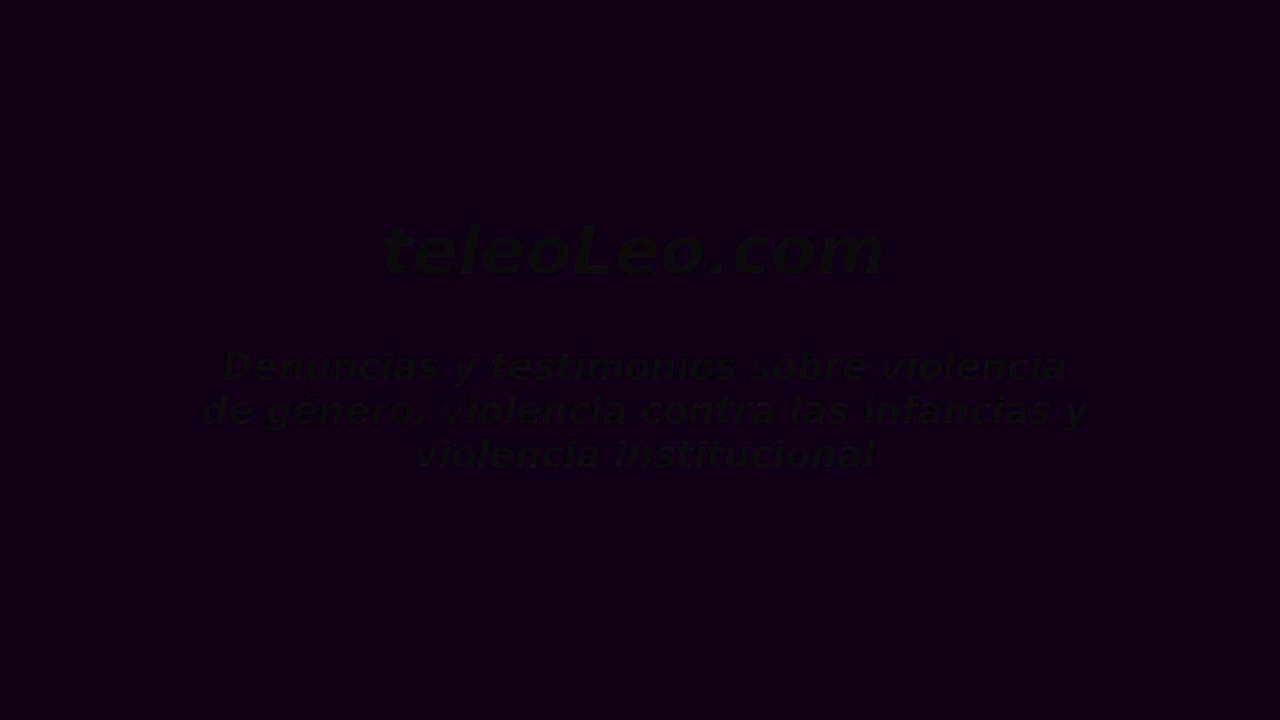 teleoLeo.com
Denuncias y testimonios sobre violencia
de género, violencia contra las infancias y
violencia institucional